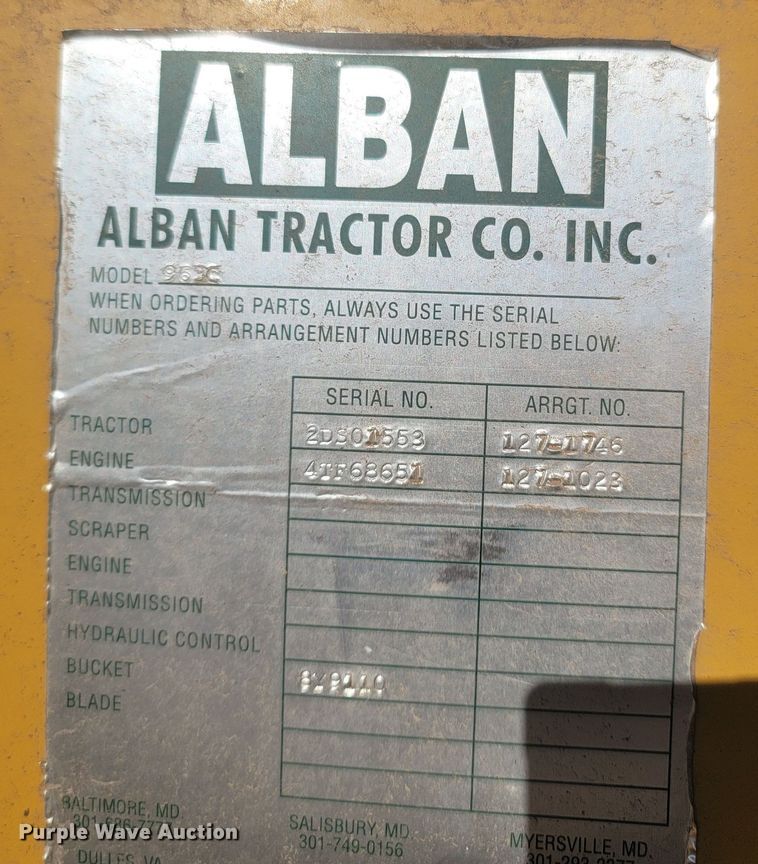 ALBAN
ALBAN TRACTOR CO. INC.
MODEL 963C
WHEN ORDERING PARTS, ALWAYS USE THE SERIAL
NUMBERS AND ARRANGEMENT NUMBERS LISTED BELOW:
SERIAL NO. ARRGT. NO.
TRACTOR 2DS01553 127-1746
ENGINE 4TF68651 127-1023
TRANSMISSION
SCRAPER
ENGINE
TRANSMISSION
HYDRAULIC CONTROL
BUCKET
BLADE
BALTIMORE, MD
SALISBURY, MD. MYERSVILLE, MD.
301-749-0156
DULLES, VA
Purple Wave Auction